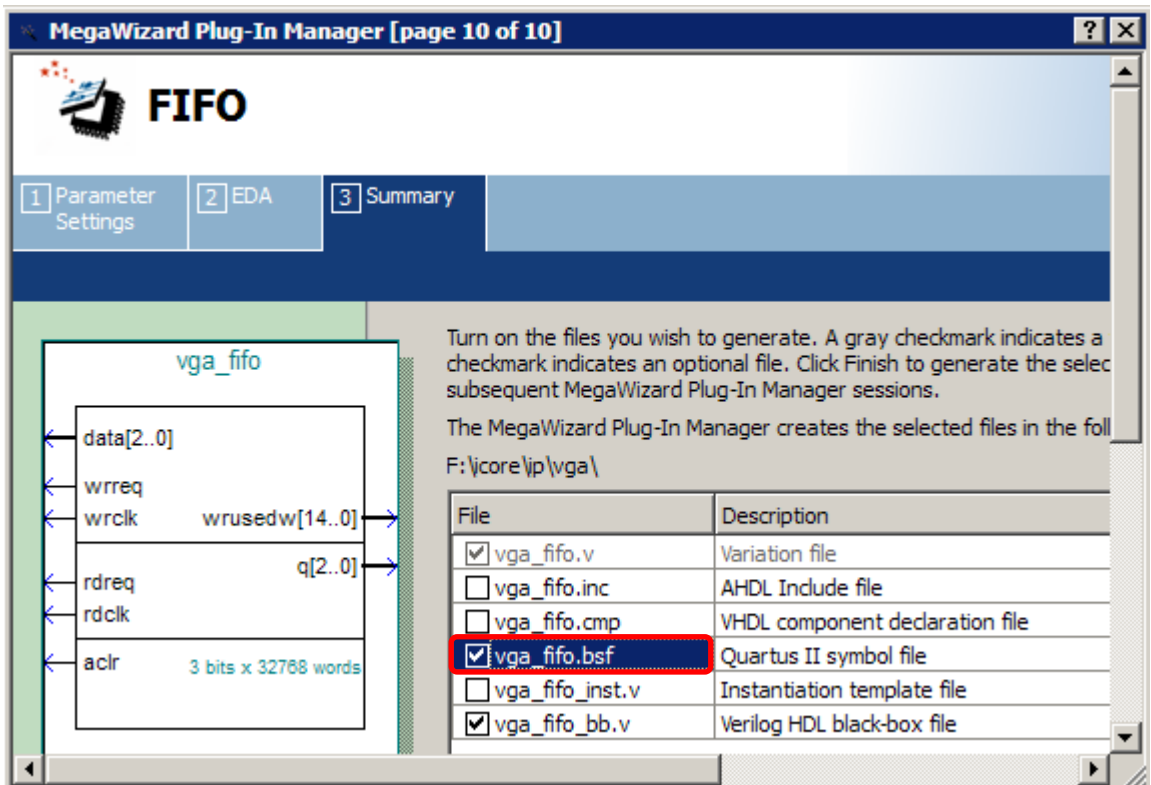 MegaWizard Plug-In Manager [page 10 of 10]
FIFO
1 Parameter Settings
2 EDA
3 Summary
vga_fifo
data[2..0]
wrreq
wrclk wrusedw[14..0]
q[2..0]
rdreq
rdclk
aclr 3 bits x 32768 words
Turn on the files you wish to generate. A gray checkmark indicates a
checkmark indicates an optional file. Click Finish to generate the selec
subsequent MegaWizard Plug-In Manager sessions.
The MegaWizard Plug-In Manager creates the selected files in the foll
F:\icore\ip\vga\
File Description
vga_fifo.v Variation file
vga_fifo.inc AHDL Include file
vga_fifo.cmp VHDL component declaration file
vga_fifo.bsf Quartus II symbol file
vga_fifo_inst.v Instantiation template file
vga_fifo_bb.v Verilog HDL black-box file